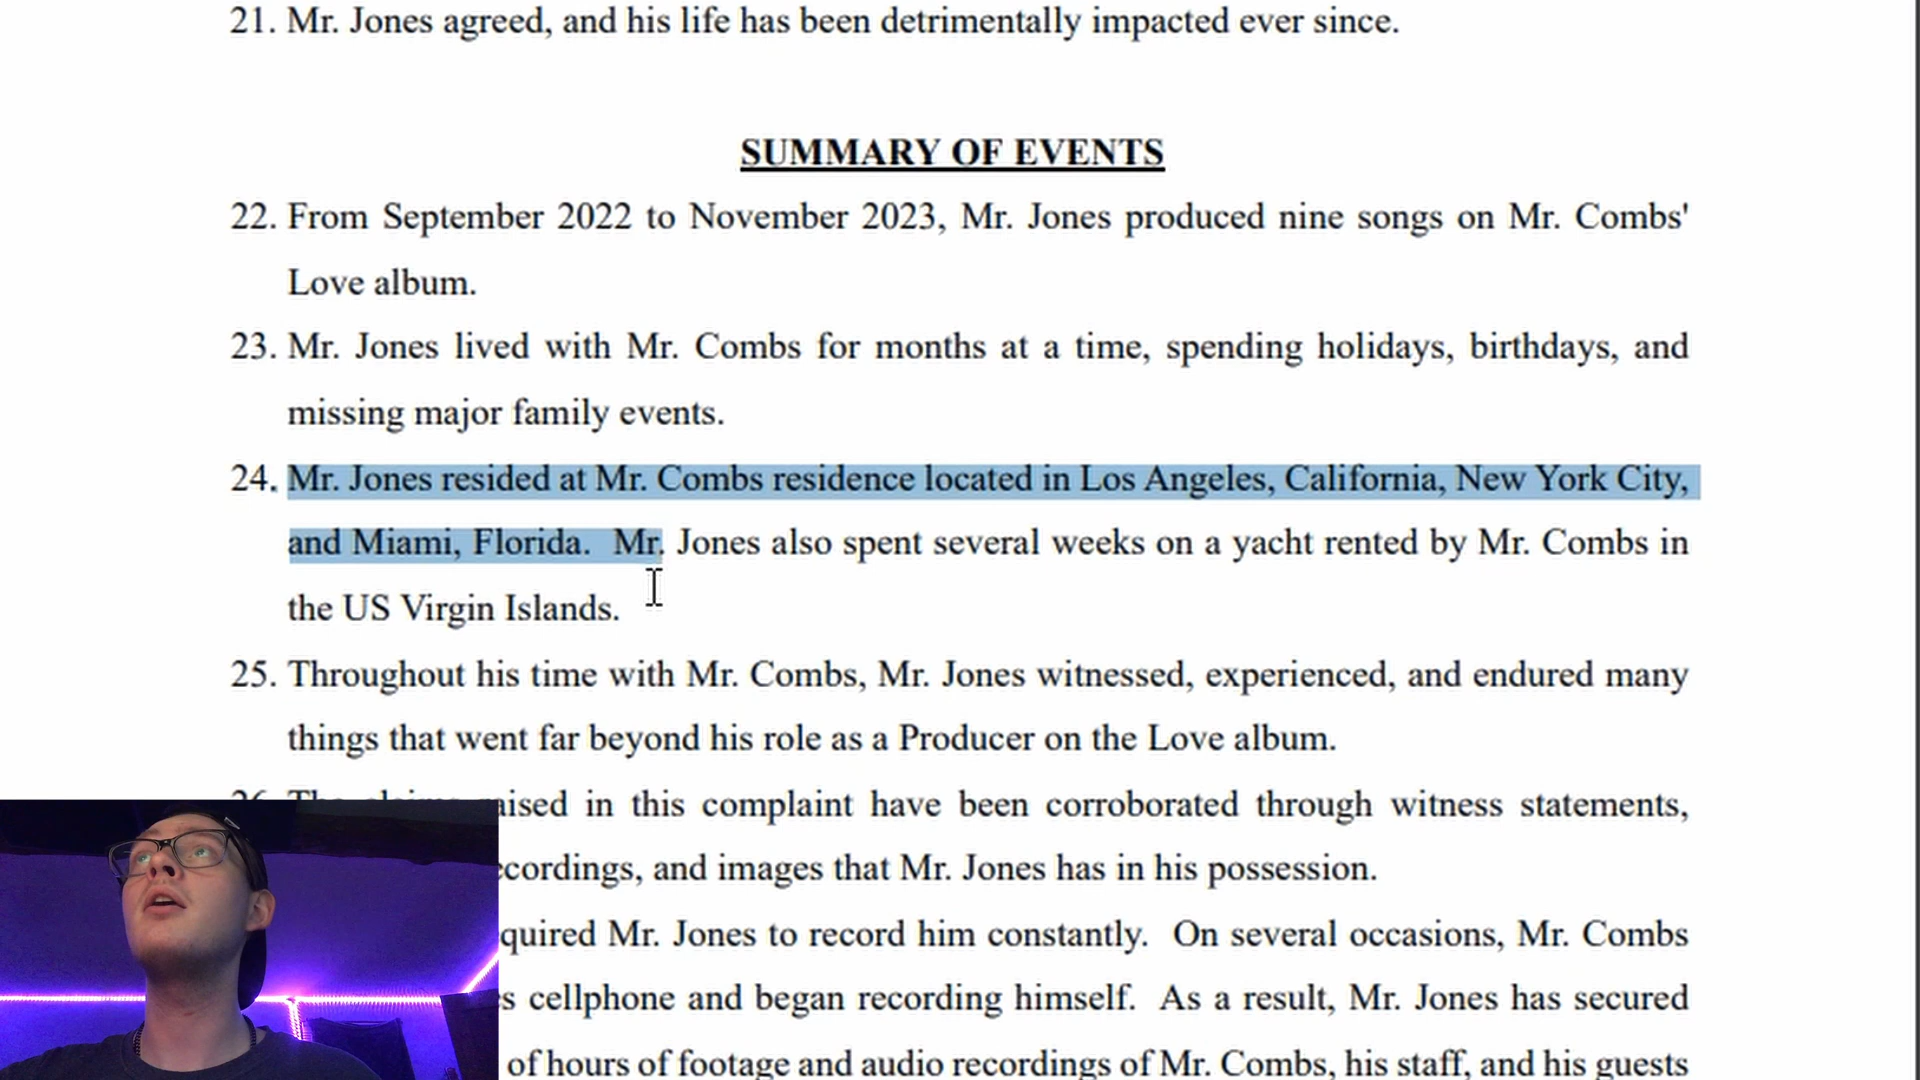 21. Mr. Jones agreed, and his life has been detrimentally impacted ever since.
SUMMARY OF EVENTS
22. From September 2022 to November 2023, Mr. Jones produced nine songs on Mr. Combs'
Love album.
23. Mr. Jones lived with Mr. Combs for months at a time, spending holidays, birthdays, and
missing major family events.
24. Mr. Jones resided at Mr. Combs residence located in Los Angeles, California, New York City,
and Miami, Florida.  Mr. Jones also spent several weeks on a yacht rented by Mr. Combs in
the US Virgin Islands.
25. Throughout his time with Mr. Combs, Mr. Jones witnessed, experienced, and endured many
things that went far beyond his role as a Producer on the Love album.
26. The claims raised in this complaint have been corroborated through witness statements,
recordings, and images that Mr. Jones has in his possession.
quired Mr. Jones to record him constantly.  On several occasions, Mr. Combs
s cellphone and began recording himself.  As a result, Mr. Jones has secured
of hours of footage and audio recordings of Mr. Combs, his staff, and his guests